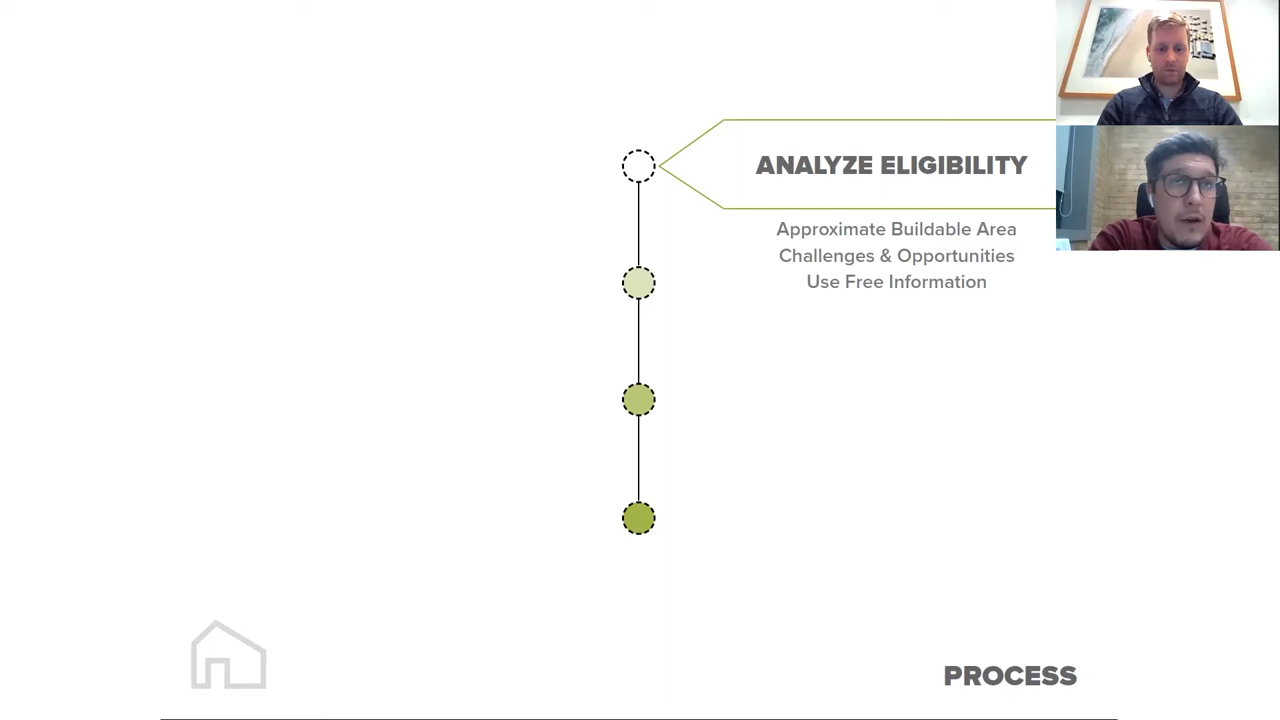 ANALYZE ELIGIBILITY
Approximate Buildable Area
Challenges & Opportunities
Use Free Information
PROCESS